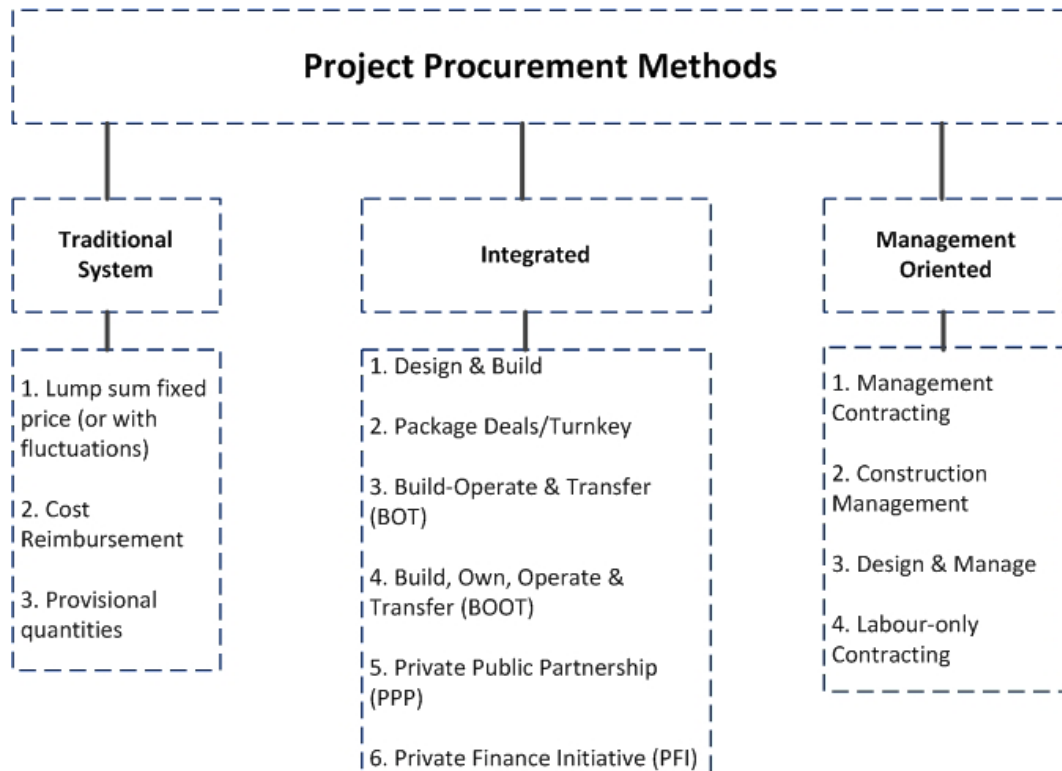 Project Procurement Methods
Traditional
System
1. Lump sum fixed
price (or with
fluctuations)
2. Cost
Reimbursement
3. Provisional
quantities
Integrated
1. Design & Build
2. Package Deals/Turnkey
3. Build-Operate & Transfer
(BOT)
4. Build, Own, Operate &
Transfer (BOOT)
5. Private Public Partnership
(PPP)
6. Private Finance Initiative (PFI)
Management
Oriented
1. Management
Contracting
2. Construction
Management
3. Design & Manage
4. Labour-only
Contracting